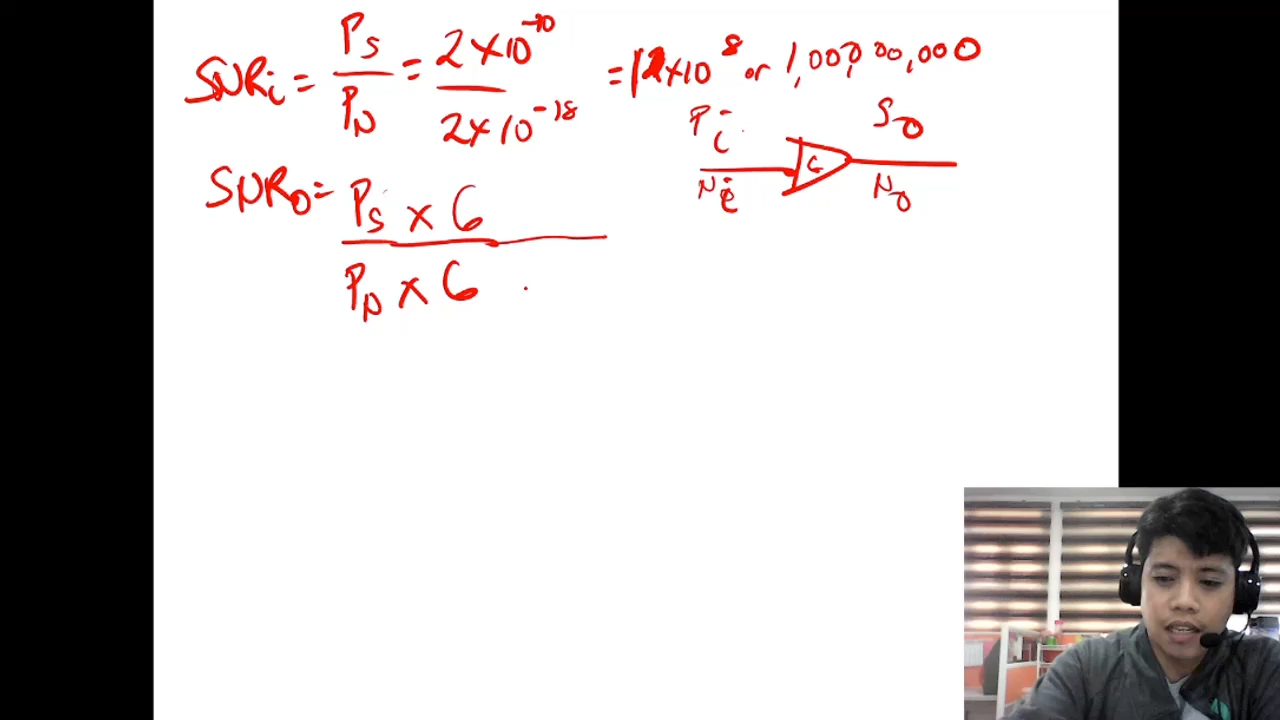 SNRi = Ps / PN = 2 × 10^-10 / 2 × 10^-18 = 1 × 10^8 or 1,000,00,000
Pi So
G
Ni No
SNRo = Ps × G
PN × G